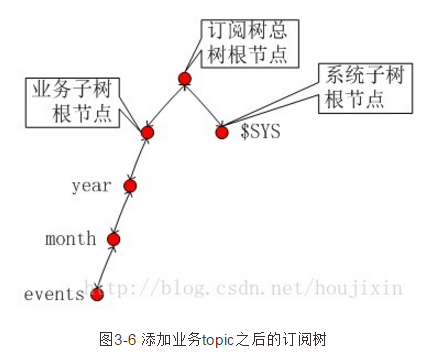 订阅树总
树根节点
业务子树
根节点
系统子树
根节点
$SYS
year
month
events
http://blog.csdn.net/houjixin
图3-6 添加业务topic之后的订阅树